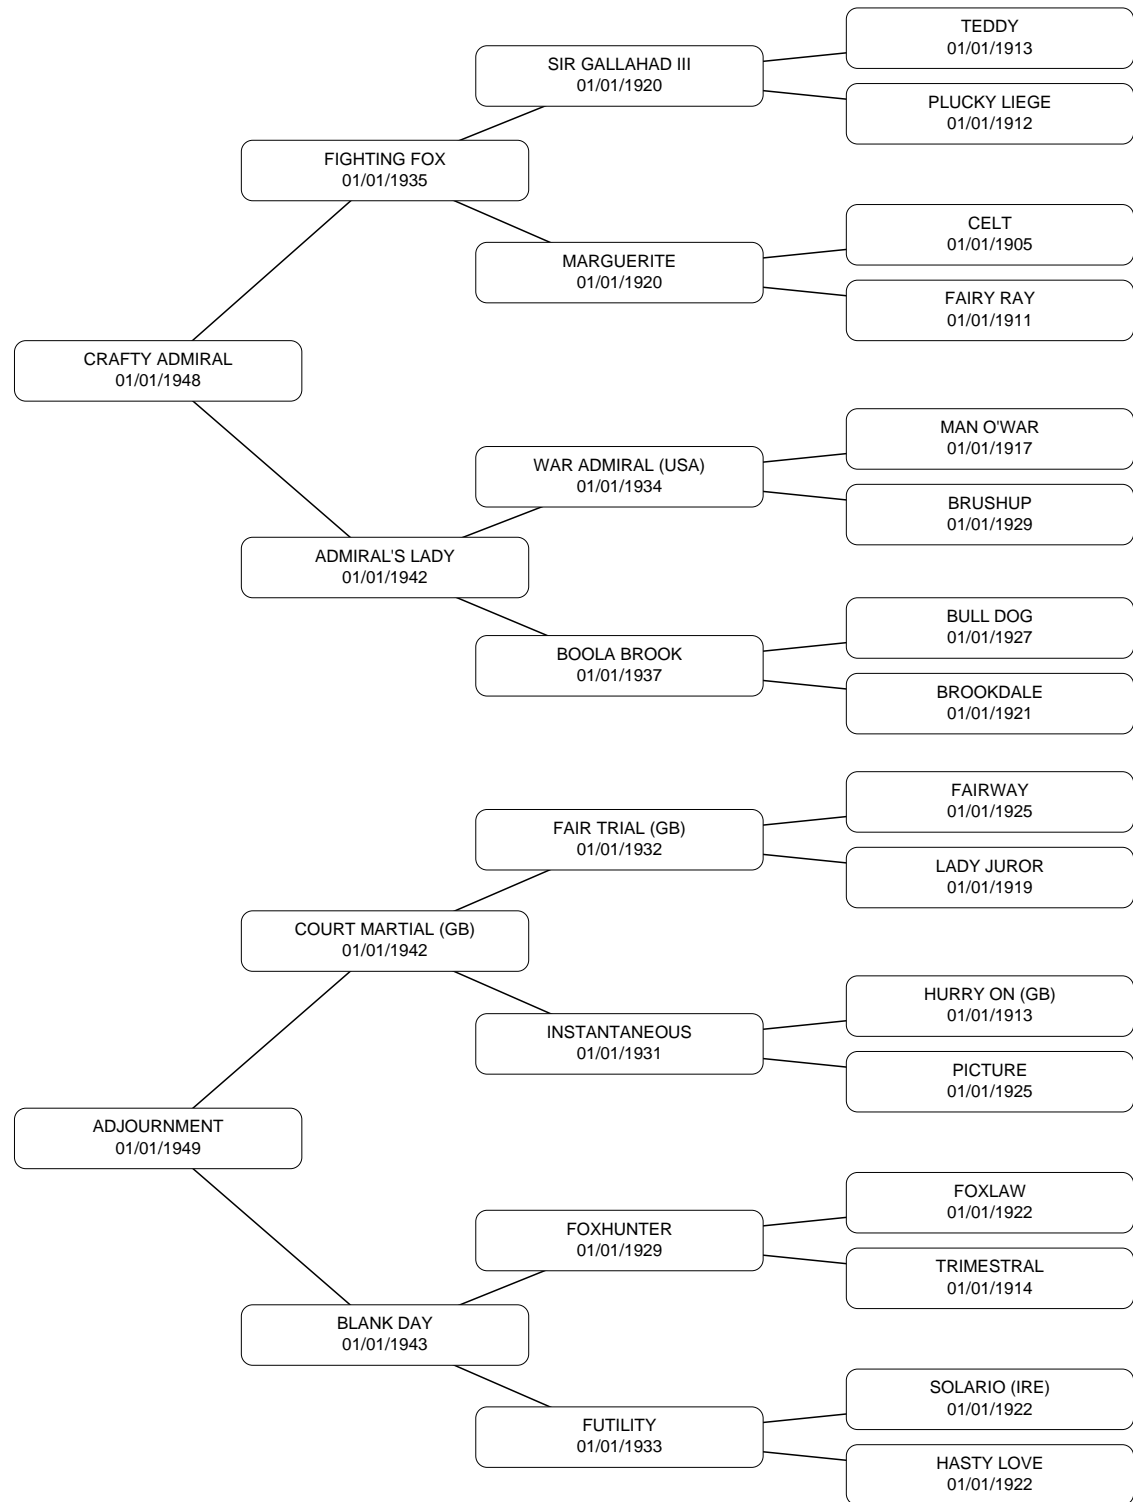 TEDDY
01/01/1913
SIR GALLAHAD III
01/01/1920
PLUCKY LIEGE
01/01/1912
FIGHTING FOX
01/01/1935
CELT
01/01/1905
MARGUERITE
01/01/1920
FAIRY RAY
01/01/1911
CRAFTY ADMIRAL
01/01/1948
MAN O'WAR
01/01/1917
WAR ADMIRAL (USA)
01/01/1934
BRUSHUP
01/01/1929
ADMIRAL'S LADY
01/01/1942
BULL DOG
01/01/1927
BOOLA BROOK
01/01/1937
BROOKDALE
01/01/1921
FAIRWAY
01/01/1925
FAIR TRIAL (GB)
01/01/1932
LADY JUROR
01/01/1919
COURT MARTIAL (GB)
01/01/1942
HURRY ON (GB)
01/01/1913
INSTANTANEOUS
01/01/1931
PICTURE
01/01/1925
ADJOURNMENT
01/01/1949
FOXLAW
01/01/1922
FOXHUNTER
01/01/1929
TRIMESTRAL
01/01/1914
BLANK DAY
01/01/1943
SOLARIO (IRE)
01/01/1922
FUTILITY
01/01/1933
HASTY LOVE
01/01/1922